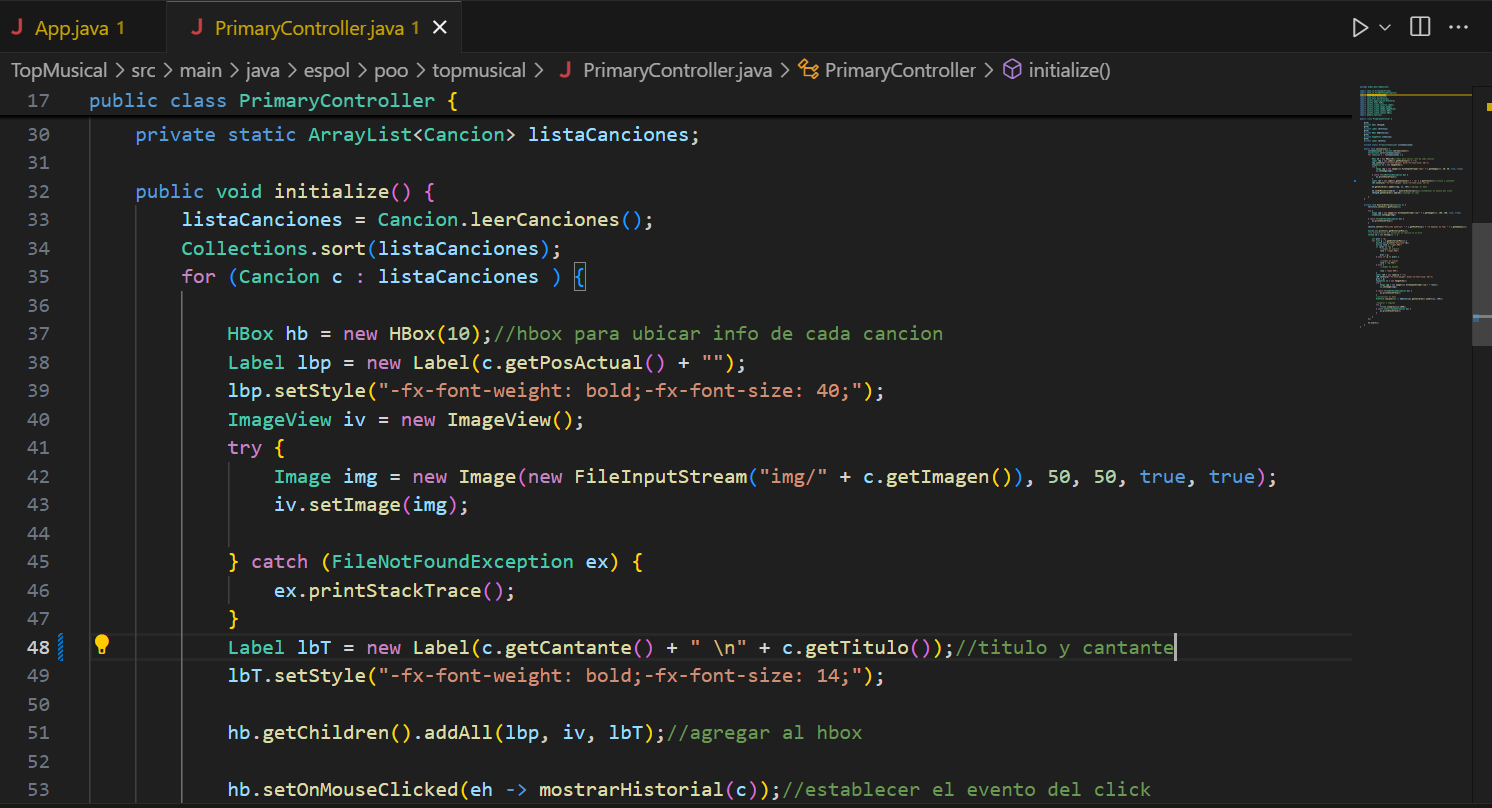 App.java 1 PrimaryController.java 1
TopMusical > src > main > java > espol > poo > topmusical > PrimaryController.java > PrimaryController > initialize()
17 public class PrimaryController {
30 private static ArrayList<Cancion> listaCanciones;
31
32 public void initialize() {
33 listaCanciones = Cancion.leerCanciones();
34 Collections.sort(listaCanciones);
35 for (Cancion c : listaCanciones ) {
36
37 HBox hb = new HBox(10);//hbox para ubicar info de cada cancion
38 Label lbp = new Label(c.getPosActual() + "");
39 lbp.setStyle("-fx-font-weight: bold;-fx-font-size: 40;");
40 ImageView iv = new ImageView();
41 try {
42 Image img = new Image(new FileInputStream("img/" + c.getImagen()), 50, 50, true, true);
43 iv.setImage(img);
44
45 } catch (FileNotFoundException ex) {
46 ex.printStackTrace();
47 }
48 Label lbT = new Label(c.getCantante() + " \n" + c.getTitulo());//titulo y cantante
49 lbT.setStyle("-fx-font-weight: bold;-fx-font-size: 14;");
50
51 hb.getChildren().addAll(lbp, iv, lbT);//agregar al hbox
52
53 hb.setOnMouseClicked(eh -> mostrarHistorial(c));//establecer el evento del click